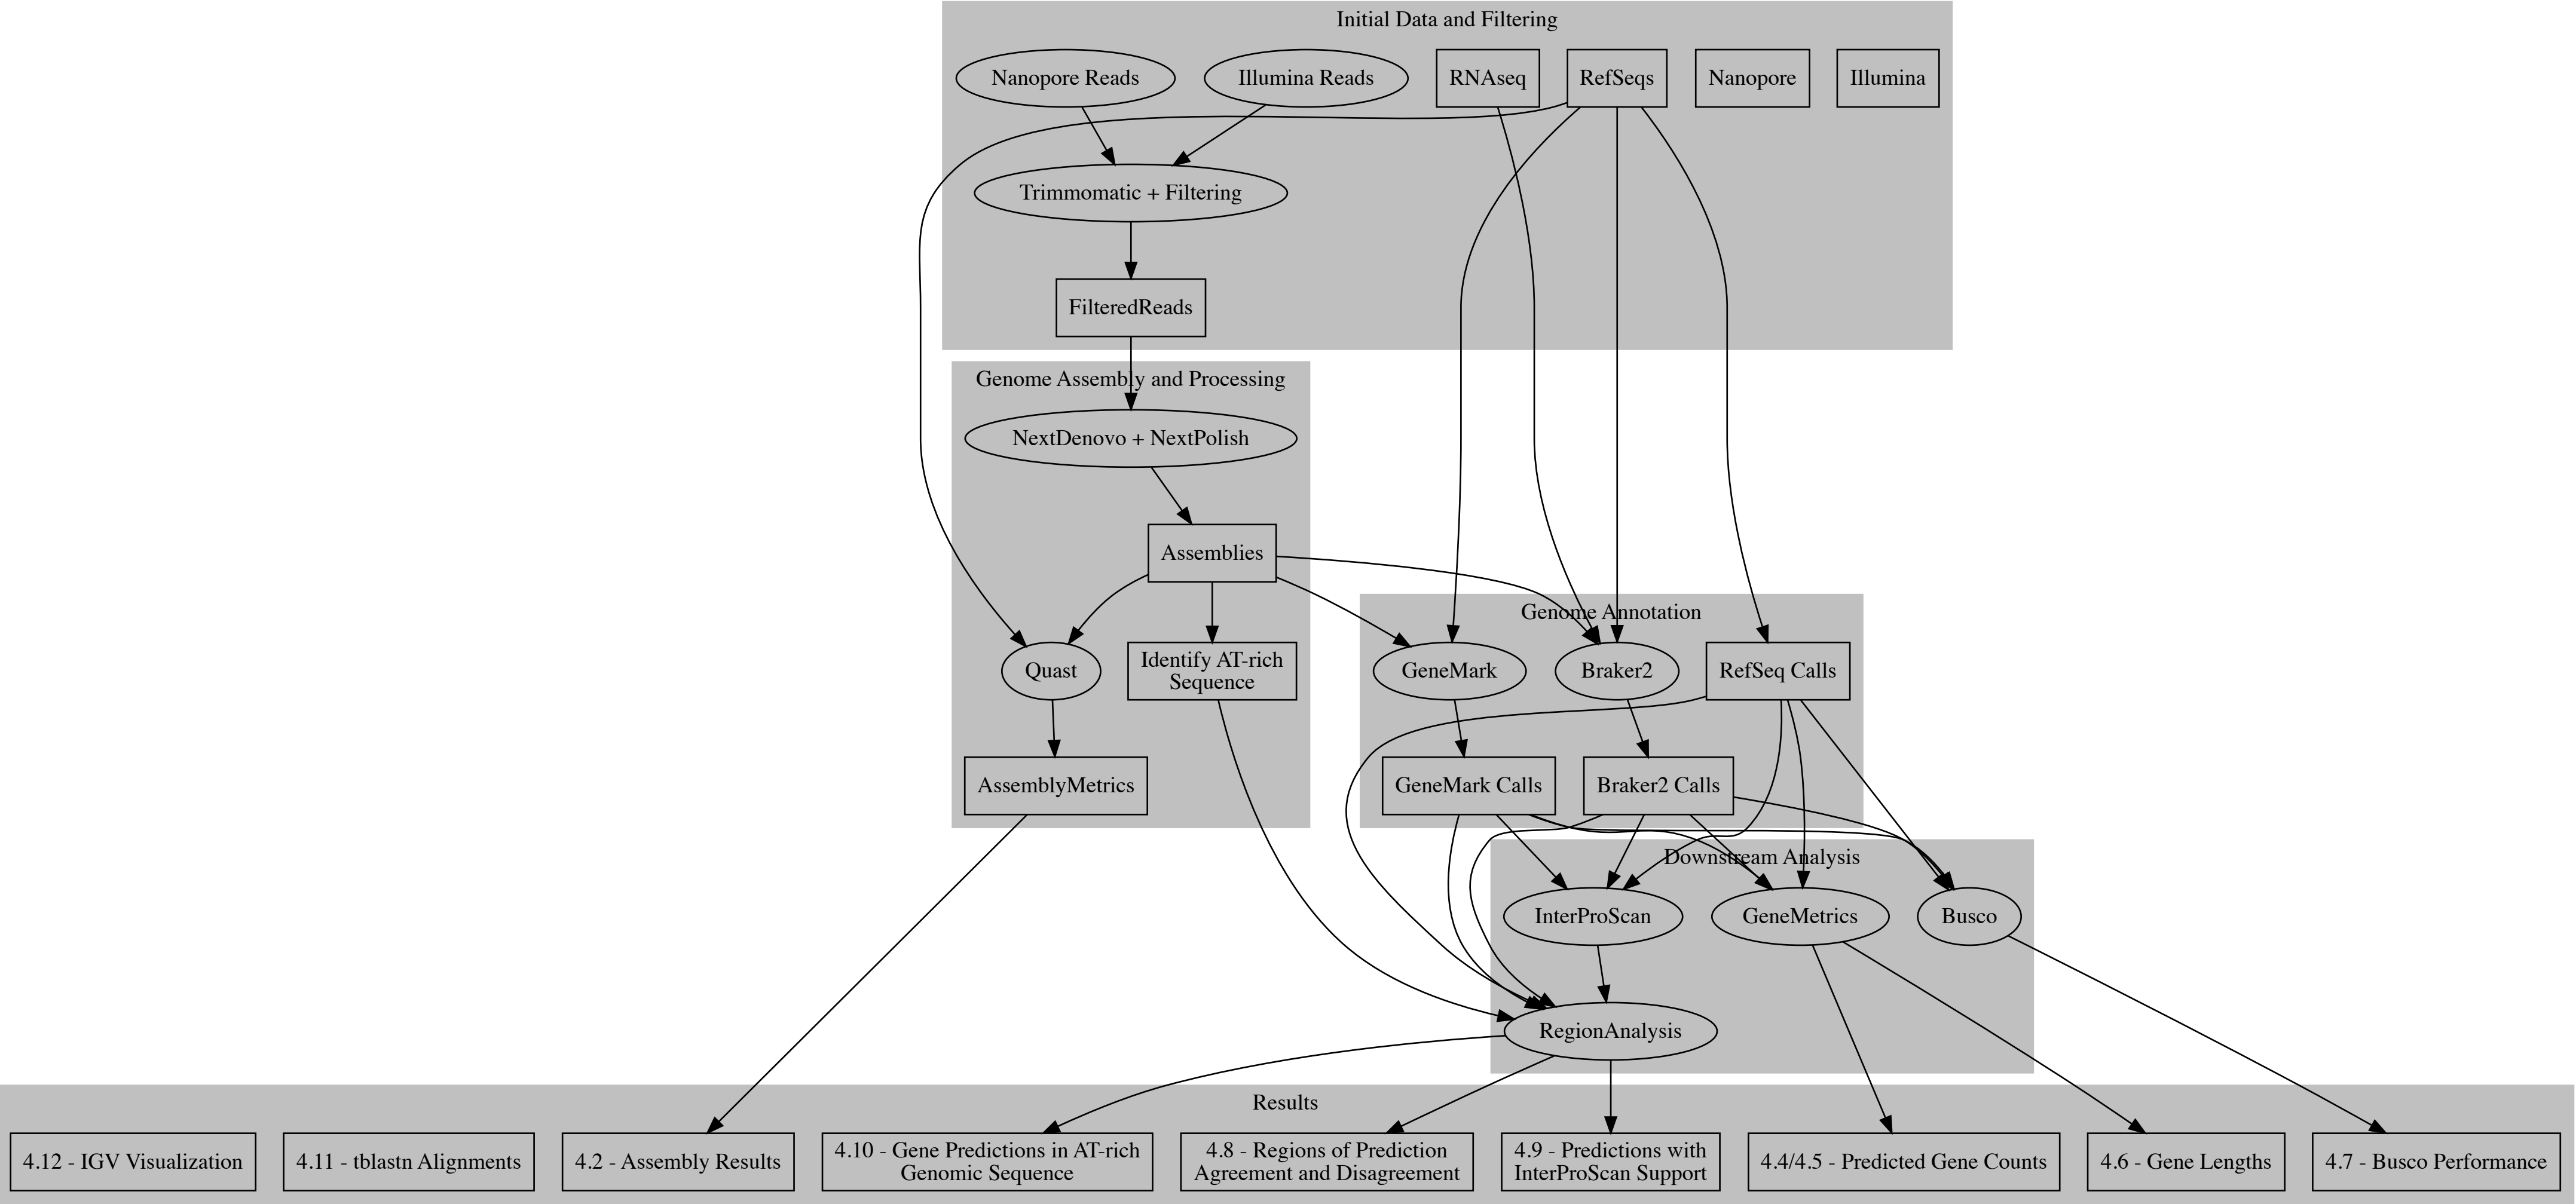 Initial Data and Filtering
Nanopore Reads
Illumina Reads
RNAseq
RefSeqs
Nanopore
Illumina
Trimmomatic + Filtering
FilteredReads
Genome Assembly and Processing
NextDenovo + NextPolish
Assemblies
Genome Annotation
Quast
Identify AT-rich
Sequence
GeneMark
Braker2
RefSeq Calls
AssemblyMetrics
GeneMark Calls
Braker2 Calls
Downstream Analysis
InterProScan
GeneMetrics
Busco
RegionAnalysis
Results
4.12 - IGV Visualization
4.11 - tblastn Alignments
4.2 - Assembly Results
4.10 - Gene Predictions in AT-rich
Genomic Sequence
4.8 - Regions of Prediction
Agreement and Disagreement
4.9 - Predictions with
InterProScan Support
4.4/4.5 - Predicted Gene Counts
4.6 - Gene Lengths
4.7 - Busco Performance